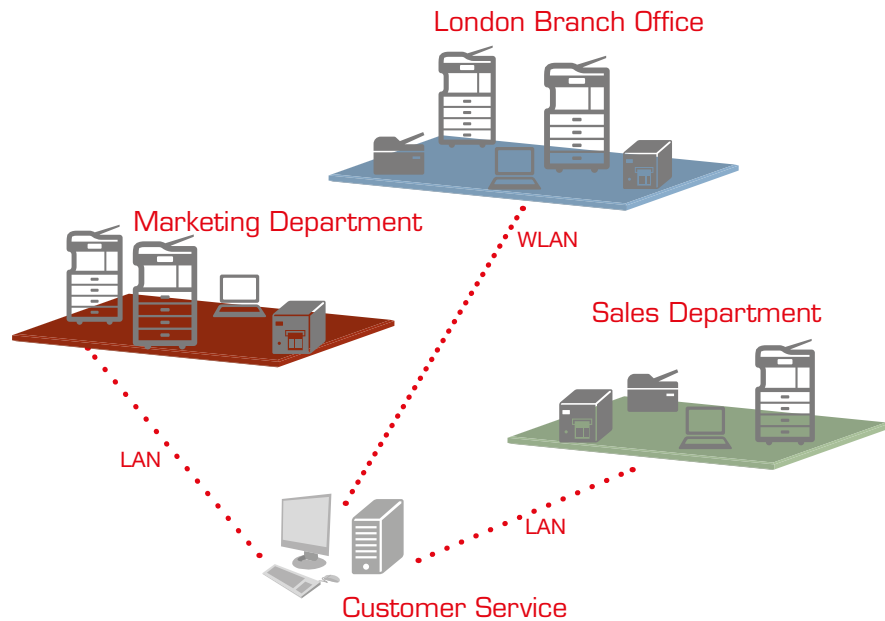 London Branch Office
Marketing Department
WLAN
Sales Department
LAN
LAN
Customer Service